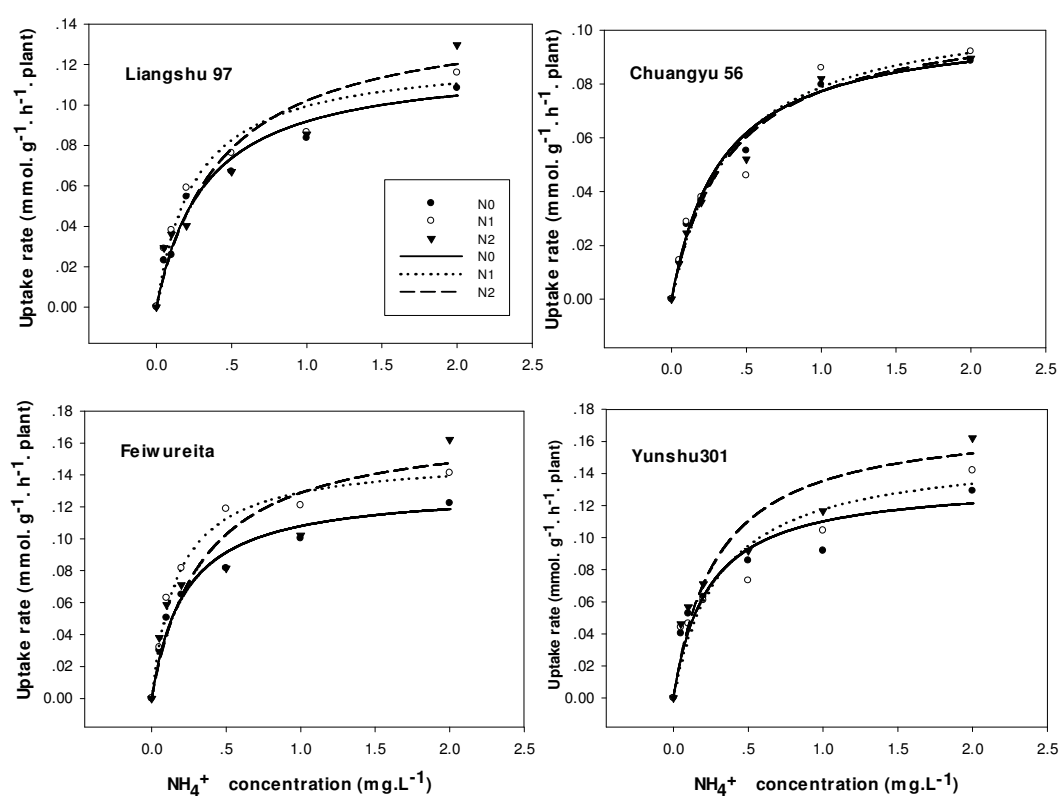 Liangshu 97
Uptake rate (mmol. g-1. h-1. plant)
.14
.12
.10
.08
.06
.04
.02
0.00
N0
N1
N2
N0
N1
N2
0.0 .5 1.0 1.5 2.0 2.5
Chuangyu 56
Uptake rate (mmol. g-1. h-1. plant)
.10
.08
.06
.04
.02
0.00
0.0 .5 1.0 1.5 2.0 2.5
Feiwureita
Uptake rate (mmol. g-1. h-1. plant)
.18
.16
.14
.12
.10
.08
.06
.04
.02
0.00
0.0 .5 1.0 1.5 2.0 2.5
NH4+ concentration (mg.L-1)
Yunshu301
Uptake rate (mmol. g-1. h-1. plant)
.18
.16
.14
.12
.10
.08
.06
.04
.02
0.00
0.0 .5 1.0 1.5 2.0 2.5
NH4+ concentration (mg.L-1)